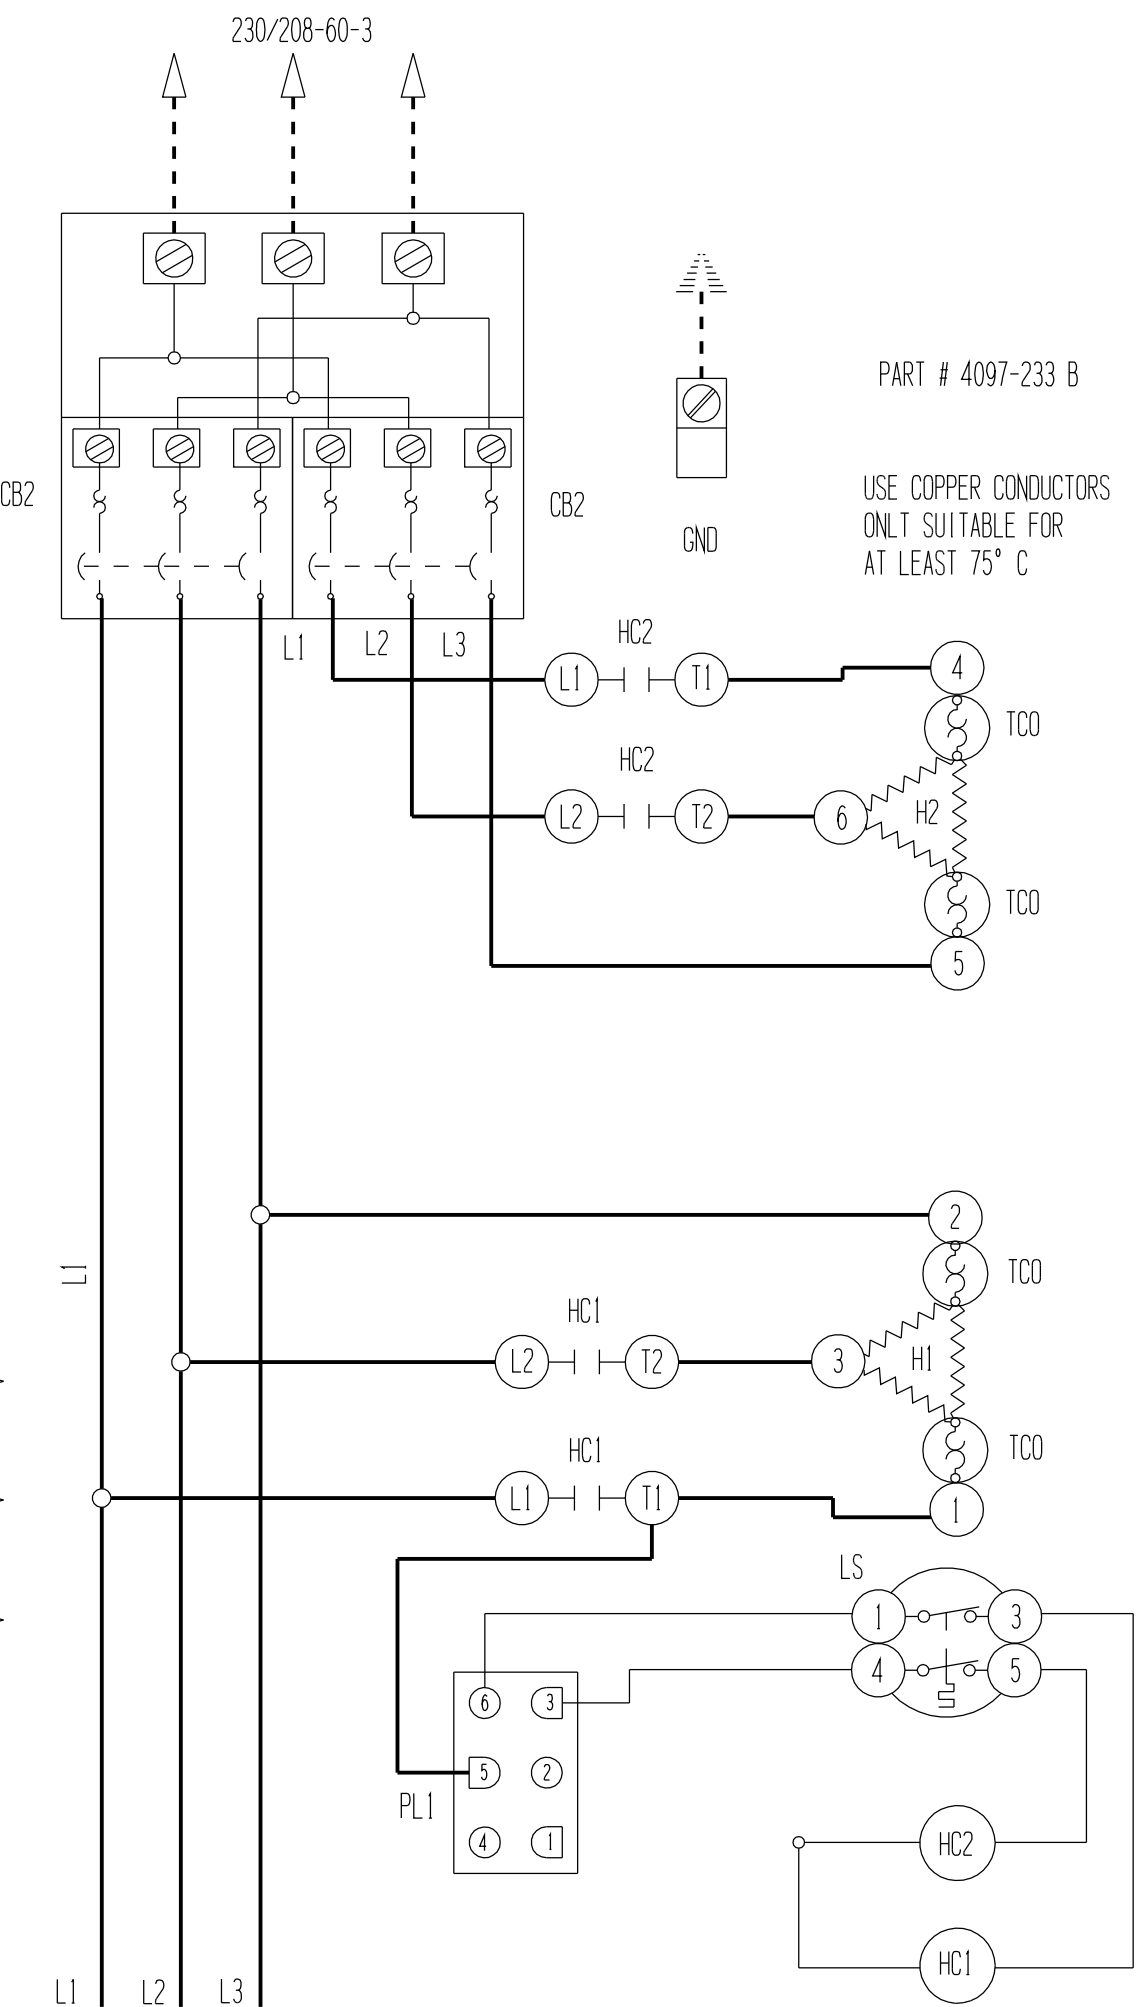 230/208-60-3
PART # 4097-233 B
CB2
CB2
USE COPPER CONDUCTORS
ONLT SUITABLE FOR
AT LEAST 75° C
GND
L1
L2
L3
HC2
L1
T1
4
TCO
HC2
L2
T2
6
H2
TCO
5
2
L1
TCO
HC1
L2
T2
3
H1
HC1
TCO
L1
T1
1
LS
1
3
4
5
6
3
5
2
PL1
4
1
HC2
HC1
L1
L2
L3